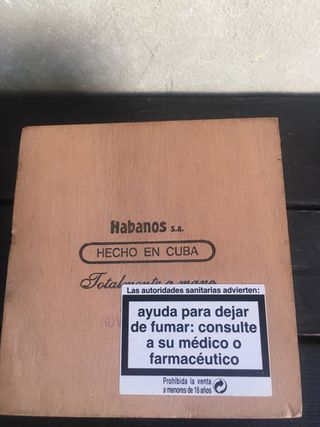 Habanos s.a.
HECHO EN CUBA
Totalmente a mano
NOV
Las autoridades sanitarias advierten:
ayuda para dejar
de fumar: consulte
a su médico o
farmacéutico
Prohibida la venta
a menores de 18 años